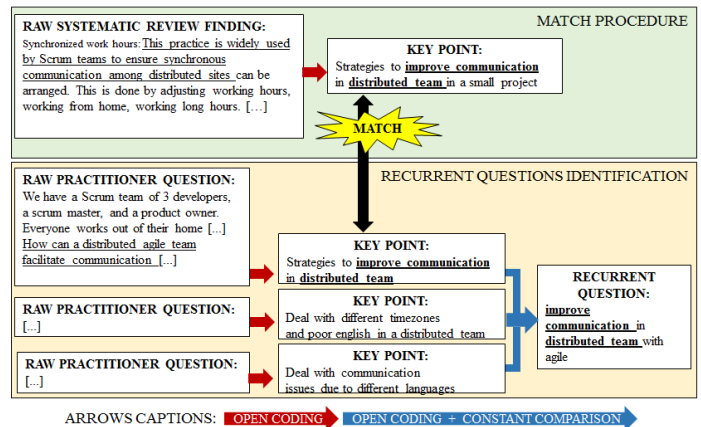 MATCH PROCEDURE
RAW SYSTEMATIC REVIEW FINDING:
Synchronized work hours: This practice is widely used
by Scrum teams to ensure synchronous
communication among distributed sites can be
arranged. This is done by adjusting working hours,
working from home, working long hours. […]
KEY POINT:
Strategies to improve communication
in distributed team in a small project
MATCH
RECURRENT QUESTIONS IDENTIFICATION
RAW PRACTITIONER QUESTION:
We have a Scrum team of 3 developers,
a scrum master, and a product owner.
Everyone works out of their home [...]
How can a distributed agile team
facilitate communication [...]
KEY POINT:
Strategies to improve communication
in distributed team
RAW PRACTITIONER QUESTION:
[...]
KEY POINT:
Deal with different timezones
and poor english in a distributed team
RAW PRACTITIONER QUESTION:
[...]
KEY POINT:
Deal with communication
issues due to different languages
RECURRENT
QUESTION:
improve
communication in
distributed team with
agile
ARROWS CAPTIONS: OPEN CODING OPEN CODING + CONSTANT COMPARISON